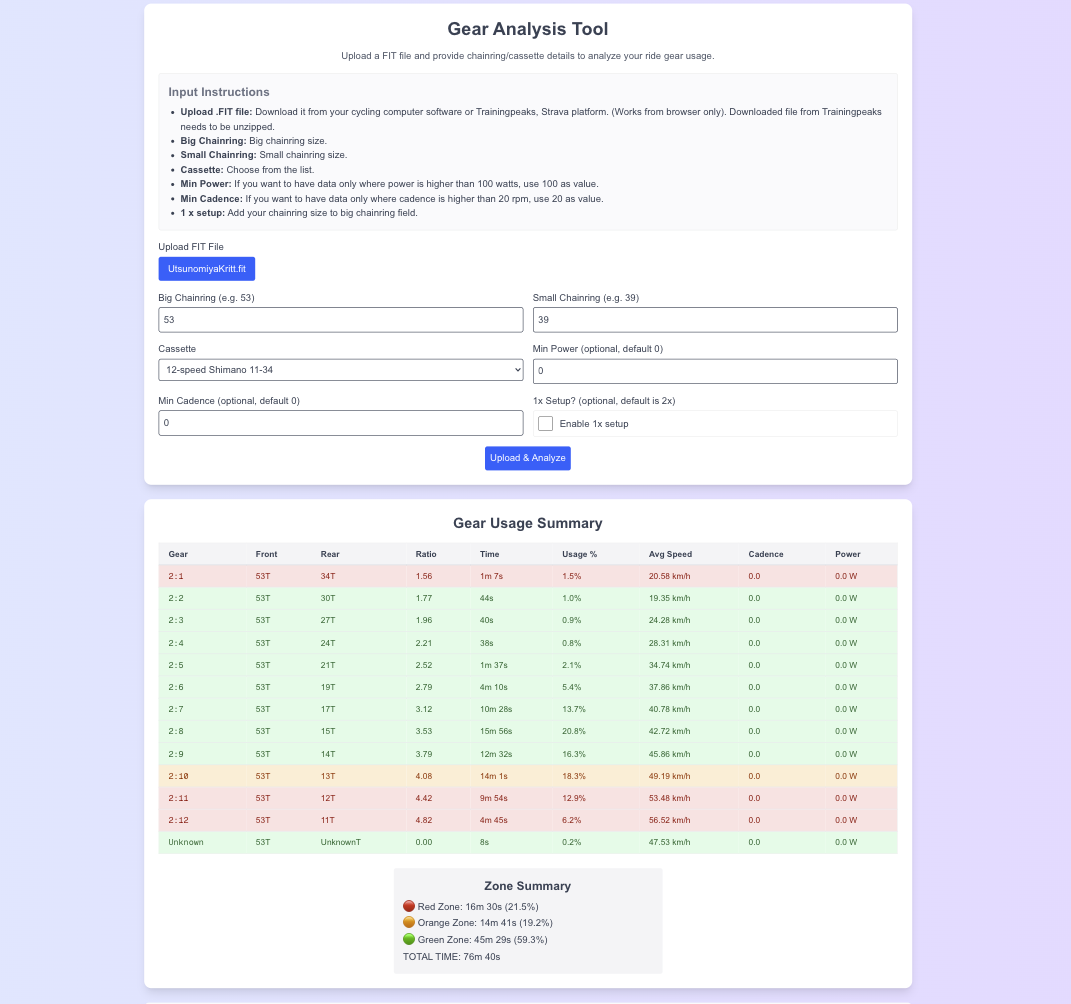 Gear Analysis Tool
Upload a FIT file and provide chainring/cassette details to analyze your ride gear usage.
Input Instructions
• Upload .FIT file: Download it from your cycling computer software or Trainingpeaks, Strava platform. (Works from browser only). Downloaded file from Trainingpeaks
needs to be unzipped.
• Big Chainring: Big chainring size.
• Small Chainring: Small chainring size.
• Cassette: Choose from the list.
• Min Power: If you want to have data only where power is higher than 100 watts, use 100 as value.
• Min Cadence: If you want to have data only where cadence is higher than 20 rpm, use 20 as value.
• 1 x setup: Add your chainring size to big chainring field.
Upload FIT File
UtsunomiyaKritt.fit
Big Chainring (e.g. 53) Small Chainring (e.g. 39)
53 39
Cassette Min Power (optional, default 0)
12-speed Shimano 11-34 0
Min Cadence (optional, default 0) 1x Setup? (optional, default is 2x)
0 Enable 1x setup
Upload & Analyze
Gear Usage Summary
Gear Front Rear Ratio Time Usage % Avg Speed Cadence Power
2:1 53T 34T 1.56 1m 7s 1.5% 20.58 km/h 0.0 0.0 W
2:2 53T 30T 1.77 44s 1.0% 19.35 km/h 0.0 0.0 W
2:3 53T 27T 1.96 40s 0.9% 24.28 km/h 0.0 0.0 W
2:4 53T 24T 2.21 38s 0.8% 28.31 km/h 0.0 0.0 W
2:5 53T 21T 2.52 1m 37s 2.1% 34.74 km/h 0.0 0.0 W
2:6 53T 19T 2.79 4m 10s 5.4% 37.86 km/h 0.0 0.0 W
2:7 53T 17T 3.12 10m 28s 13.7% 40.78 km/h 0.0 0.0 W
2:8 53T 15T 3.53 15m 56s 20.8% 42.72 km/h 0.0 0.0 W
2:9 53T 14T 3.79 12m 32s 16.3% 45.86 km/h 0.0 0.0 W
2:10 53T 13T 4.08 14m 1s 18.3% 49.19 km/h 0.0 0.0 W
2:11 53T 12T 4.42 9m 54s 12.9% 53.48 km/h 0.0 0.0 W
2:12 53T 11T 4.82 4m 45s 6.2% 56.52 km/h 0.0 0.0 W
Unknown 53T UnknownT 0.00 8s 0.2% 47.53 km/h 0.0 0.0 W
Zone Summary
Red Zone: 16m 30s (21.5%)
Orange Zone: 14m 41s (19.2%)
Green Zone: 45m 29s (59.3%)
TOTAL TIME: 76m 40s